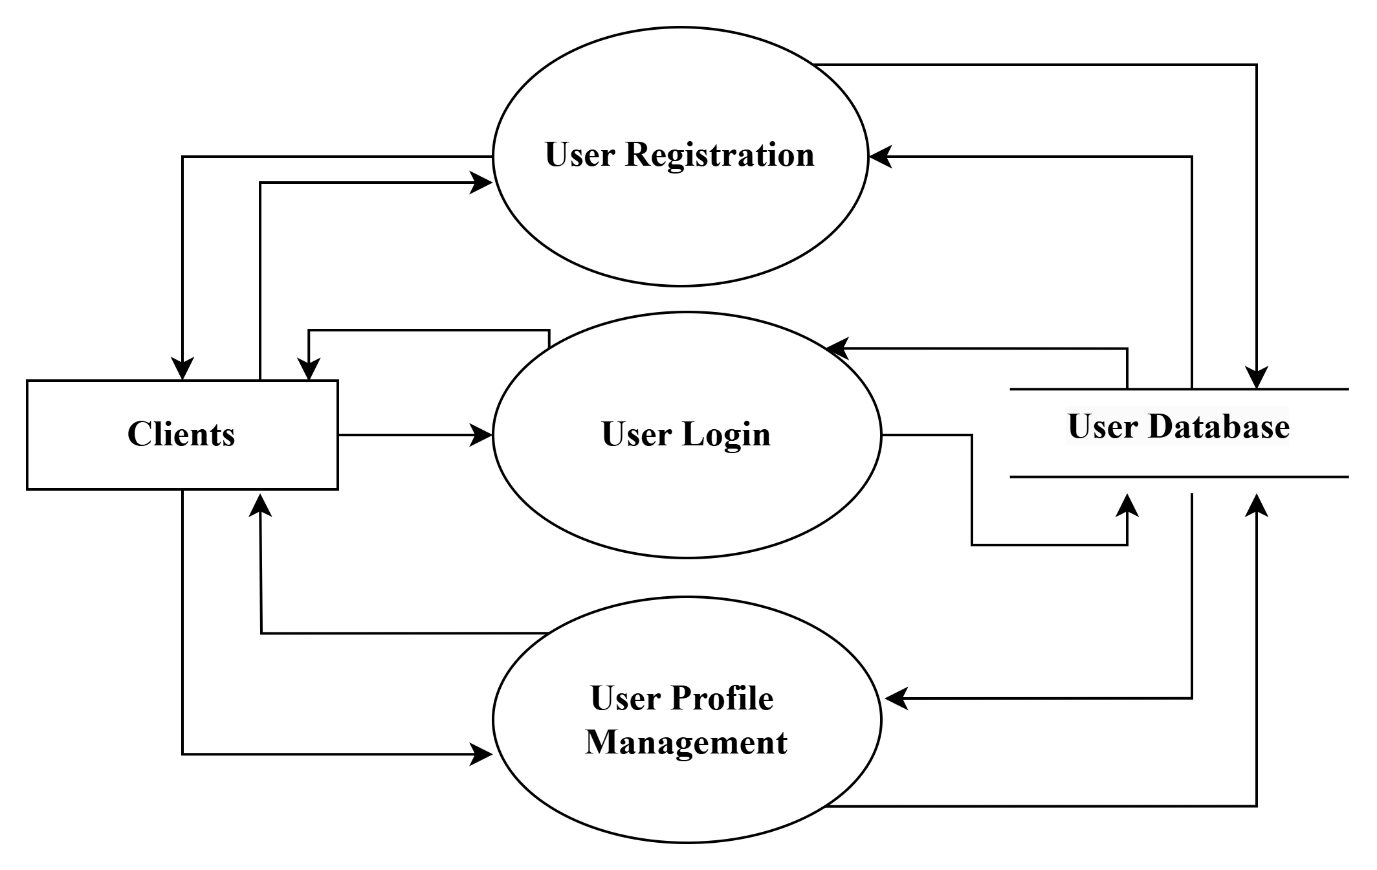 User Registration
Clients
User Login
User Database
User Profile
Management